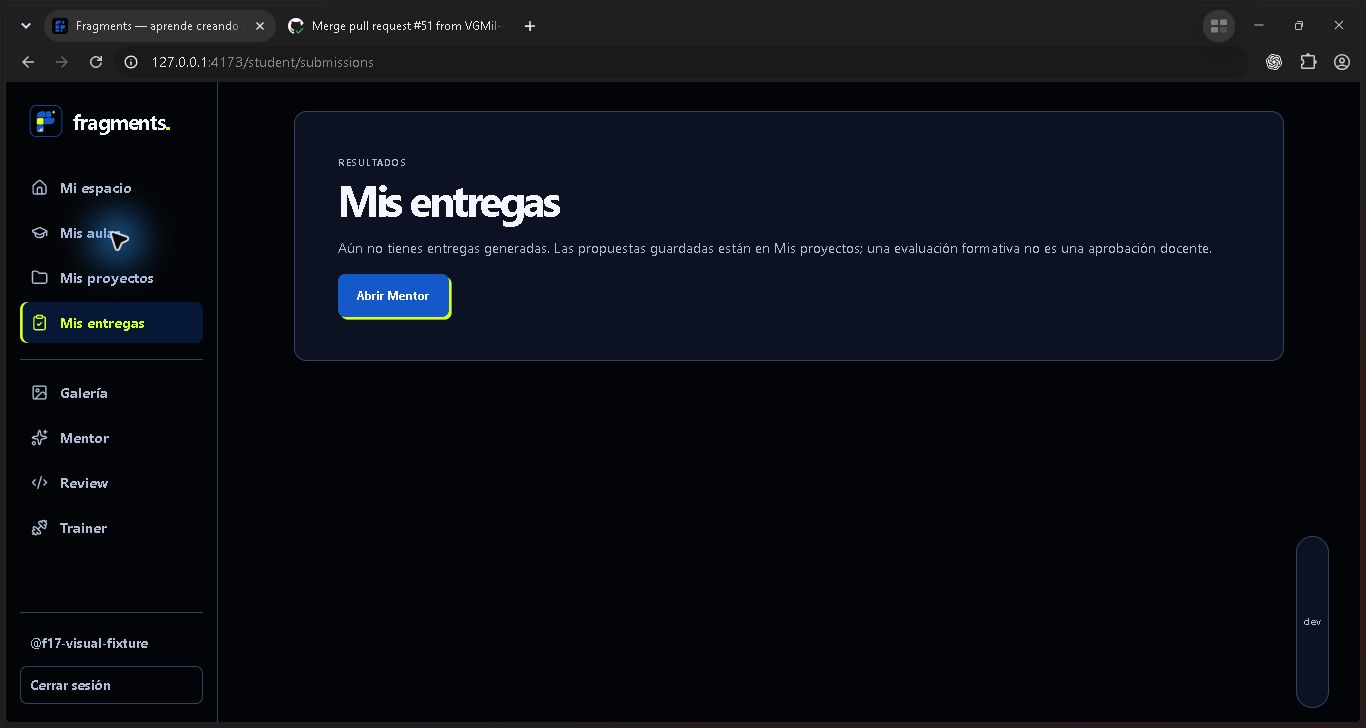 Fragments — aprende creando
Merge pull request #51 from VGMil-
127.0.0.1:4173/student/submissions
fragments.
Mi espacio
Mis aulas
Mis proyectos
Mis entregas
Galería
Mentor
Review
Trainer
@f17-visual-fixture
Cerrar sesión
RESULTADOS
Mis entregas
Aún no tienes entregas generadas. Las propuestas guardadas están en Mis proyectos; una evaluación formativa no es una aprobación docente.
Abrir Mentor
dev